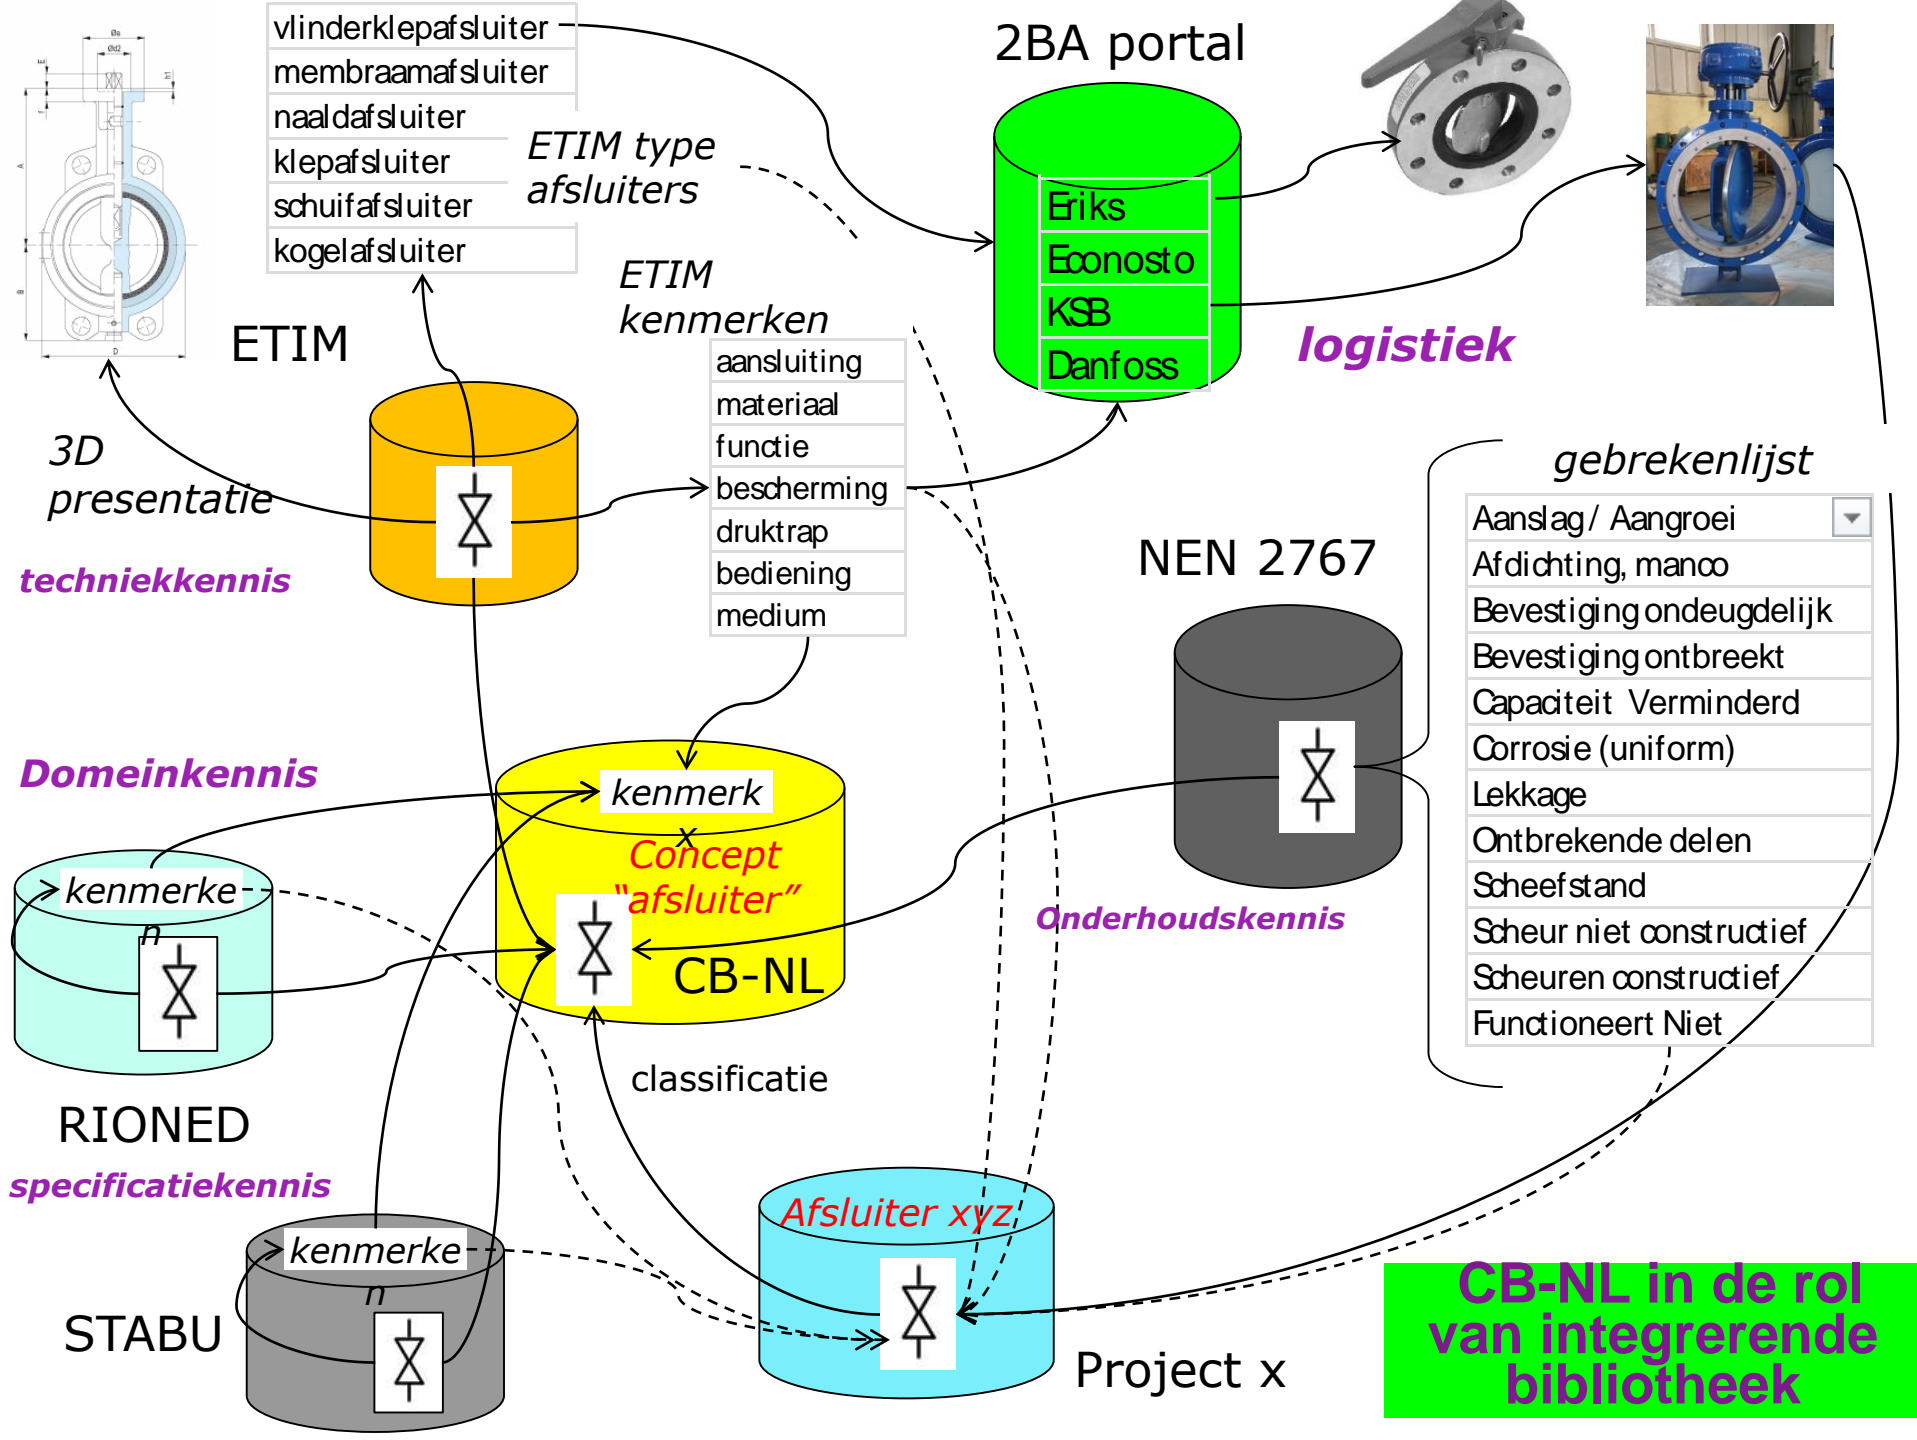 vlinderklepafsluiter
membraamafsluiter
naaldafsluiter
klepafsluiter
schuifafsluiter
kogelafsluiter
ETIM type
afsluiters
2BA portal
Eriks
Econosto
KSB
Danfoss
logistiek
Øa
Ød2
E
h1
f
A
B
D
ETIM
ETIM
kenmerken
aansluiting
materiaal
functie
bescherming
druktrap
bediening
medium
3D
presentatie
techniekkennis
NEN 2767
gebrekenlijst
Aanslag / Aangroei
Afdichting, manco
Bevestiging ondeugdelijk
Bevestiging ontbreekt
Capaciteit Verminderd
Corrosie (uniform)
Lekkage
Ontbrekende delen
Scheefstand
Scheur niet constructief
Scheuren constructief
Functioneert Niet
Onderhoudskennis
Domeinkennis
kenmerk
x
Concept
“afsluiter”
CB-NL
kenmerke
n
RIONED
classificatie
specificatiekennis
kenmerke
n
STABU
Afsluiter xyz
Project x
CB-NL in de rol
van integrerende
bibliotheek